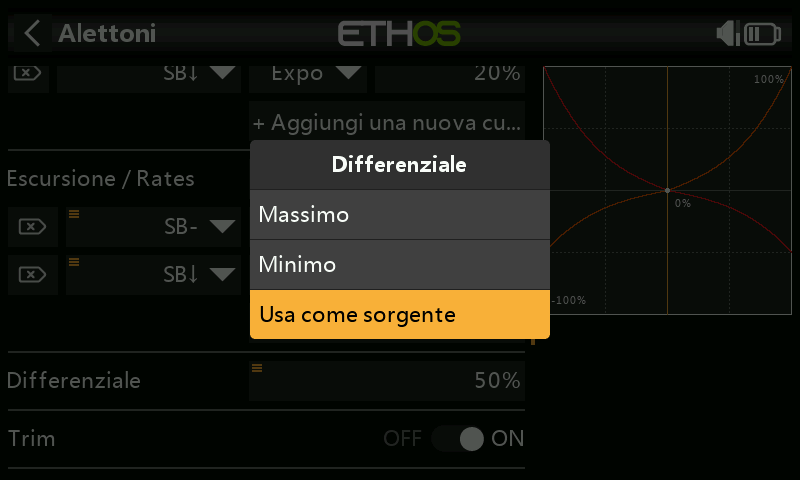 Alettoni
ETHOS
SB↓
Expo
20%
+ Aggiungi una nuova cu...
Escursione / Rates
SB-
SB↓
Differenziale
Massimo
Minimo
Usa come sorgente
Differenziale
50%
Trim
OFF
ON
100%
0%
-100%